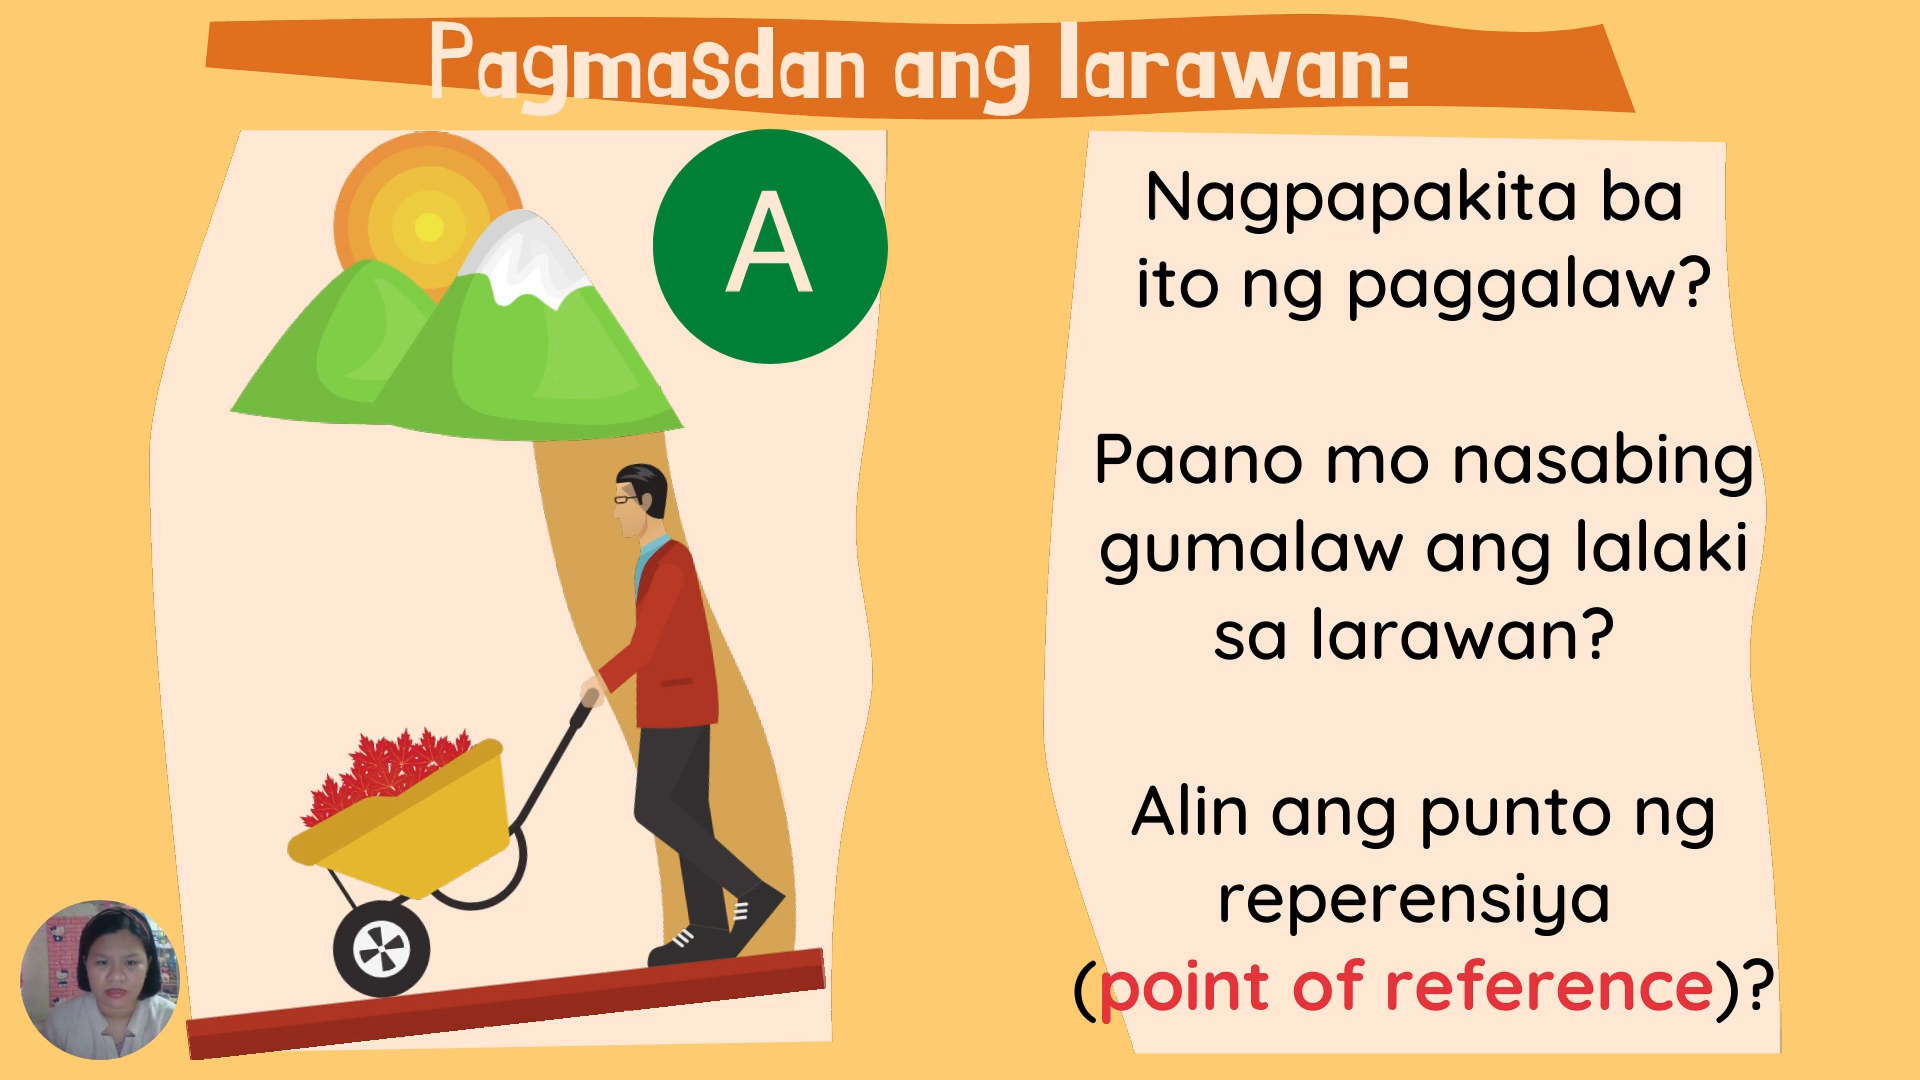 Pagmasdan ang larawan:
A
Nagpapakita ba
ito ng paggalaw?
Paano mo nasabing
gumalaw ang lalaki
sa larawan?
Alin ang punto ng
reperensiya
(point of reference)?